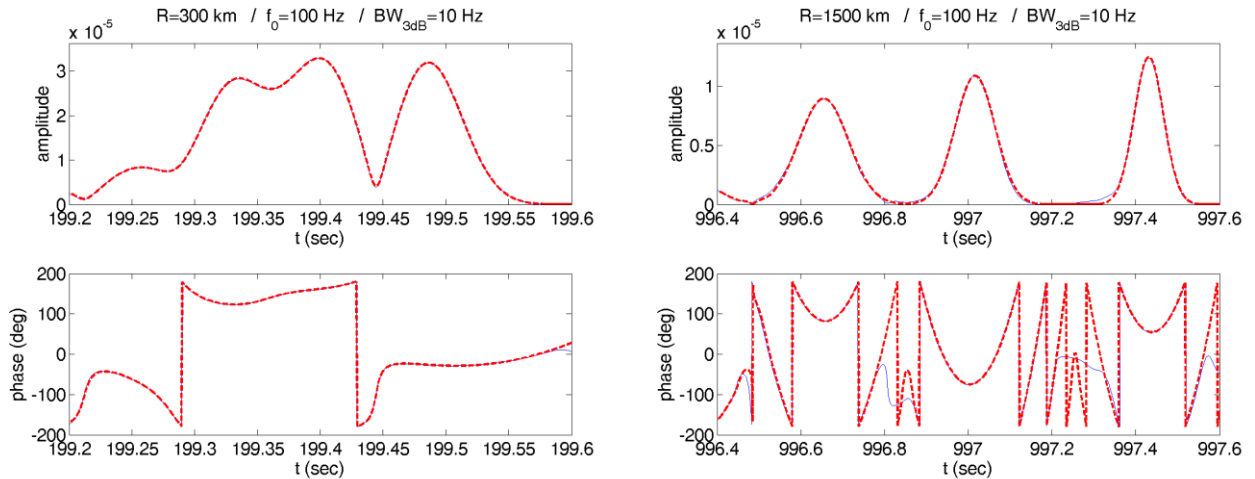 R=300 km / f_0=100 Hz / BW_3dB=10 Hz
x 10^-5
3
2
1
0
amplitude
199.2 199.25 199.3 199.35 199.4 199.45 199.5 199.55 199.6
t (sec)
200
100
0
-100
-200
phase (deg)
199.2 199.25 199.3 199.35 199.4 199.45 199.5 199.55 199.6
t (sec)
R=1500 km / f_0=100 Hz / BW_3dB=10 Hz
x 10^-5
1
0.5
0
amplitude
996.4 996.6 996.8 997 997.2 997.4 997.6
t (sec)
200
100
0
-100
-200
phase (deg)
996.4 996.6 996.8 997 997.2 997.4 997.6
t (sec)